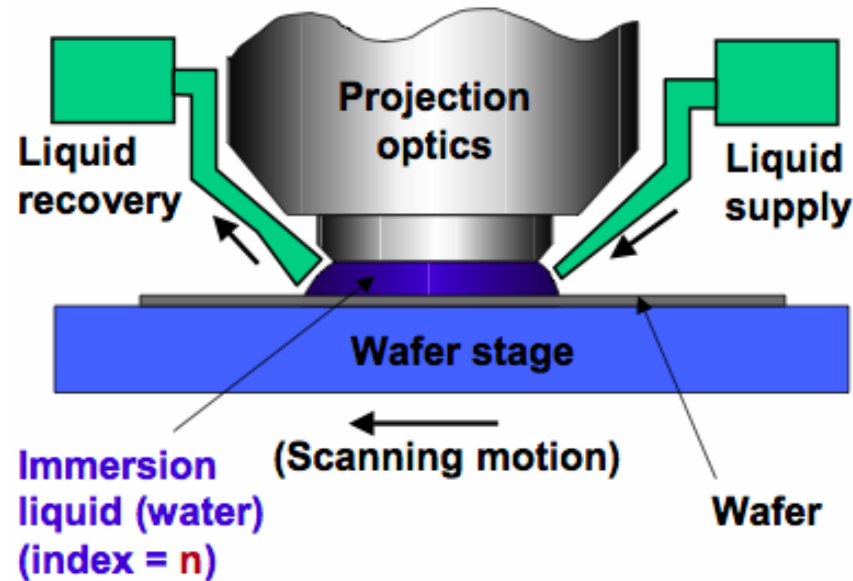 Projection
optics
Liquid
recovery
Liquid
supply
Wafer stage
(Scanning motion)
Immersion
liquid (water)
(index = n)
Wafer